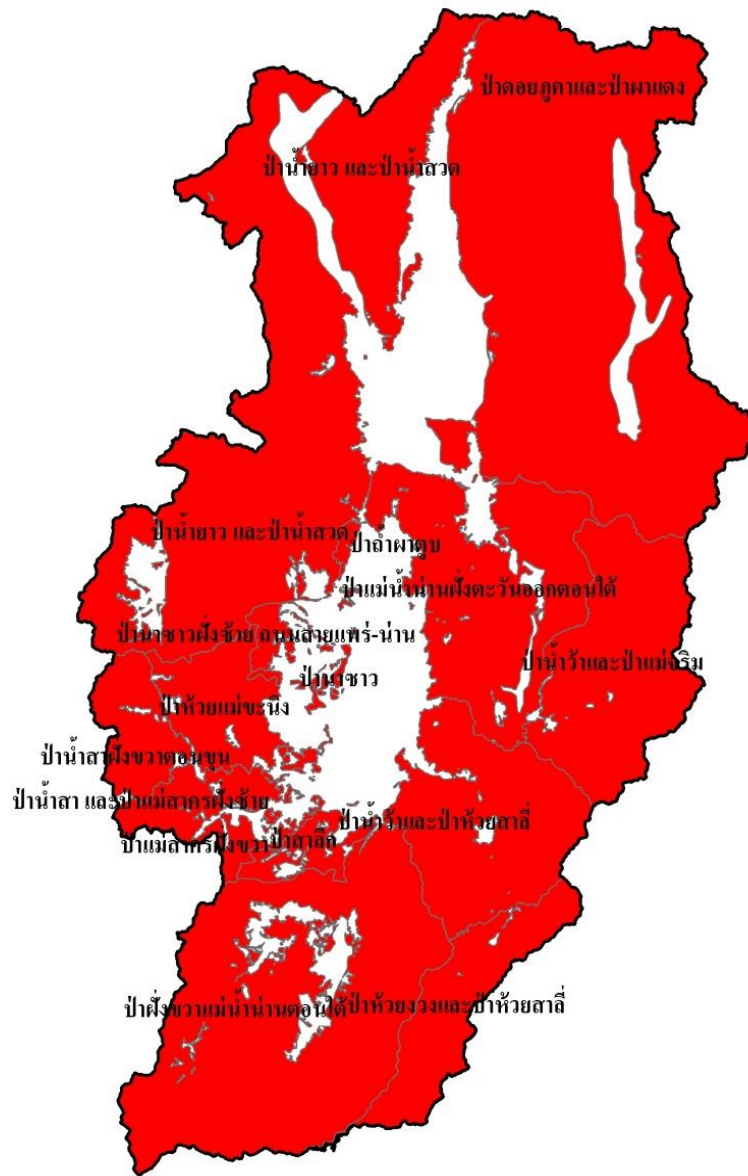 ป่าดอยภูคาและป่าผาแดง
ป่าน้ำยาว และป่าน้ำสวด
ป่าน้ำยาว และป่าน้ำสวด
ป่าถ้ำผาตูบ
ป่าแม่น้ำน่านฝั่งตะวันออกตอนใต้
ป่านาซาวฝั่งซ้าย ถนนสายแพร่-น่าน
ป่าน้ำว้าและป่าแม่จริม
ป่านาซาว
ป่าห้วยแม่ขะนิง
ป่าน้ำสาฝั่งขวาตอนขุน
ป่าน้ำสา และป่าแม่สาครฝั่งซ้าย
ป่าน้ำว้าและป่าห้วยสาลี่
ป่าแม่สาครฝั่งขวา
ป่าสาลีก
ป่าฝั่งขวาแม่น้ำน่านตอนใต้
ป่าห้วยงวงและป่าห้วยสาลี่